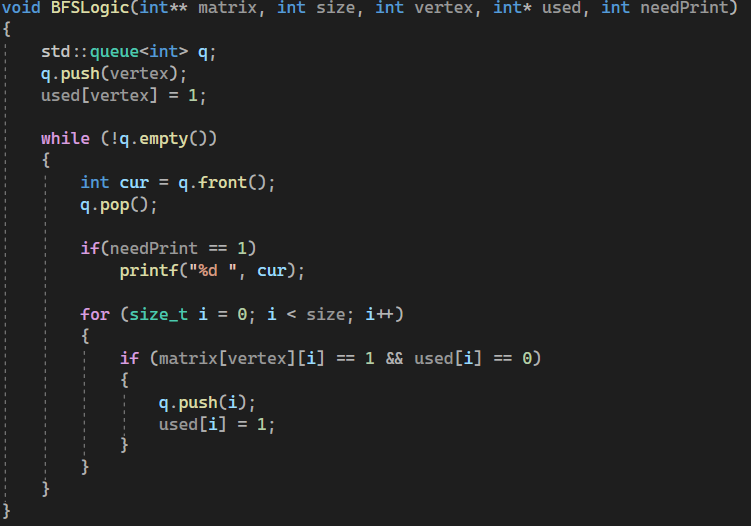 void BFSLogic(int** matrix, int size, int vertex, int* used, int needPrint)
{
    std::queue<int> q;
    q.push(vertex);
    used[vertex] = 1;

    while (!q.empty())
    {
        int cur = q.front();
        q.pop();

        if(needPrint == 1)
            printf("%d ", cur);

        for (size_t i = 0; i < size; i++)
        {
            if (matrix[vertex][i] == 1 && used[i] == 0)
            {
                q.push(i);
                used[i] = 1;
            }
        }
    }
}